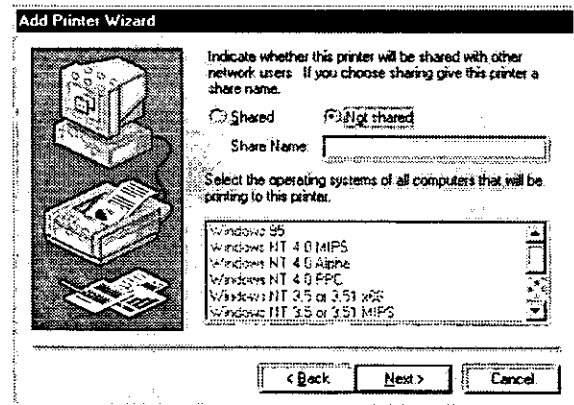 Add Printer Wizard
Indicate whether this printer will be shared with other
network users. If you choose sharing give this printer a
share name.
Shared Not shared
Share Name:
Select the operating systems of all computers that will be
printing to this printer.
Windows 95
Windows NT 4.0 MIPS
Windows NT 4.0 Alpha
Windows NT 4.0 PPC
Windows NT 3.5 or 3.51 x86
Windows NT 3.5 or 3.51 MIPS
< Back Next > Cancel